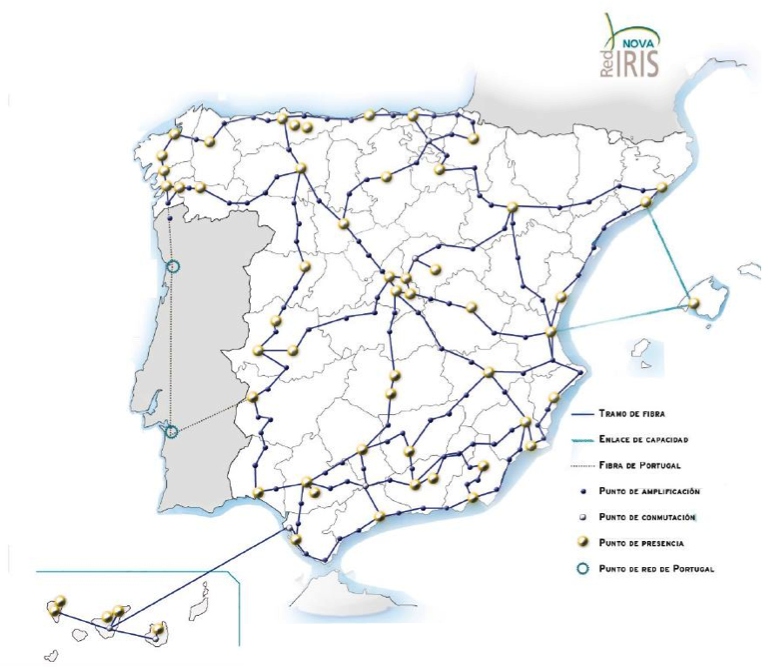 Red
NOVA
IRIS
TRAMO DE FIBRA
ENLACE DE CAPACIDAD
FIBRA DE PORTUGAL
PUNTO DE AMPLIFICACIÓN
PUNTO DE CONMUTACIÓN
PUNTO DE PRESENCIA
PUNTO DE RED DE PORTUGAL